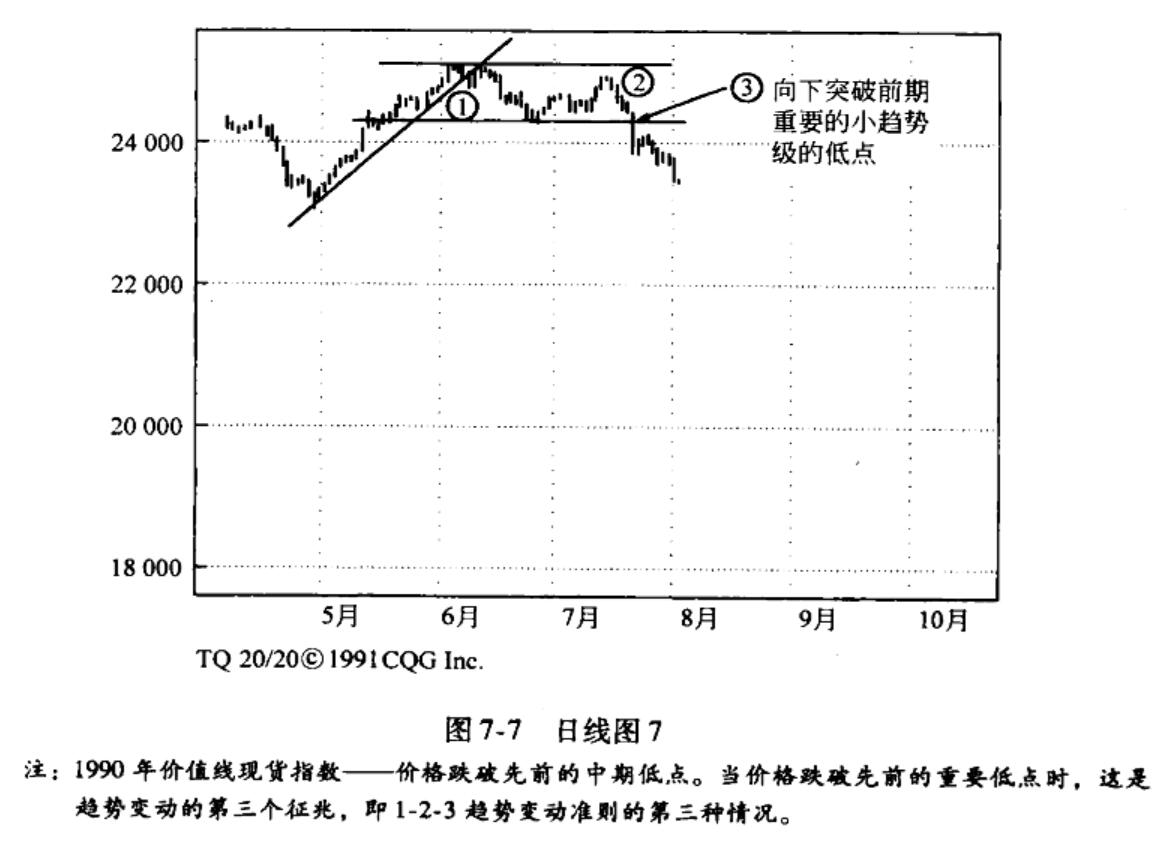 ①
②
③ 向下突破前期
重要的小趋势
级的低点
24 000
22 000
20 000
18 000
5月 6月 7月 8月 9月 10月
TQ 20/20©1991CQG Inc.
图 7-7 日线图 7
注：1990 年价值线现货指数——价格跌破先前的中期低点。当价格跌破先前的重要低点时，这是
趋势变动的第三个征兆，即 1-2-3 趋势变动准则的第三种情况。